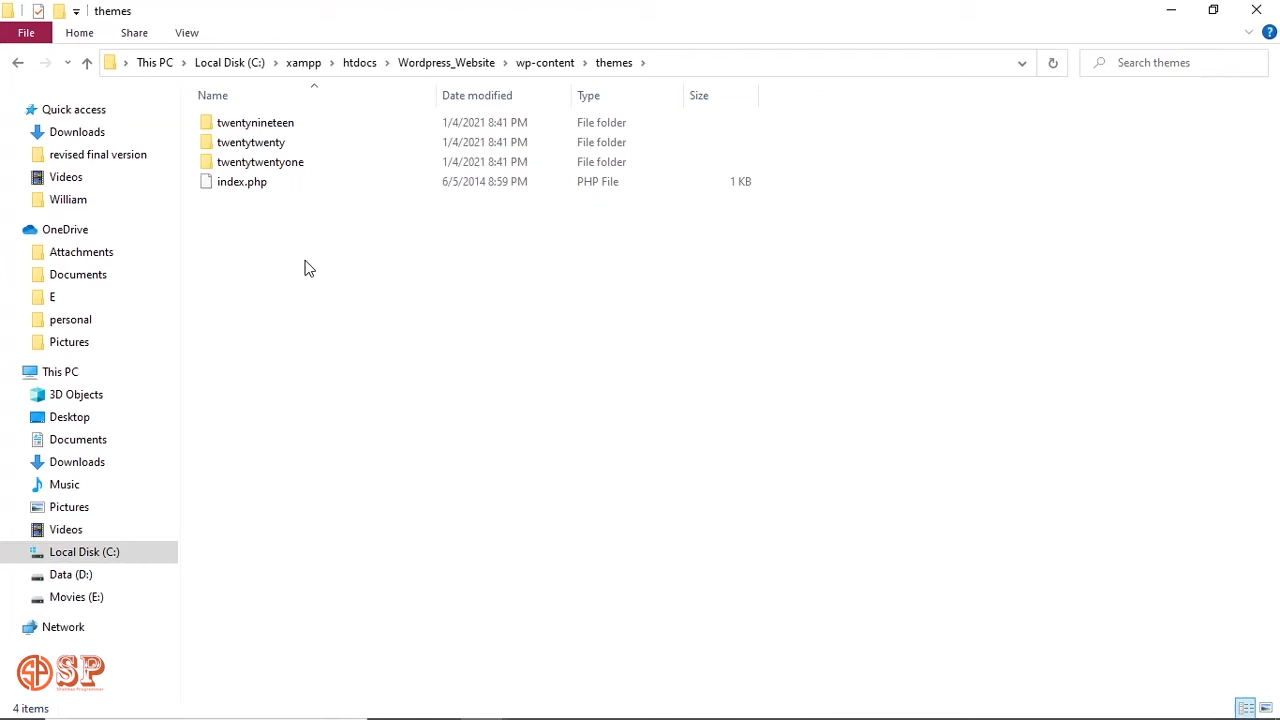 themes
File Home Share View
This PC Local Disk (C:) xampp htdocs Wordpress_Website wp-content themes
Search themes
Name Date modified Type Size
twentynineteen 1/4/2021 8:41 PM File folder
twentytwenty 1/4/2021 8:41 PM File folder
twentytwentyone 1/4/2021 8:41 PM File folder
index.php 6/5/2014 8:59 PM PHP File 1 KB
Quick access
Downloads
revised final version
Videos
William
OneDrive
Attachments
Documents
E
personal
Pictures
This PC
3D Objects
Desktop
Documents
Downloads
Music
Pictures
Videos
Local Disk (C:)
Data (D:)
Movies (E:)
Network
SP SP
4 items